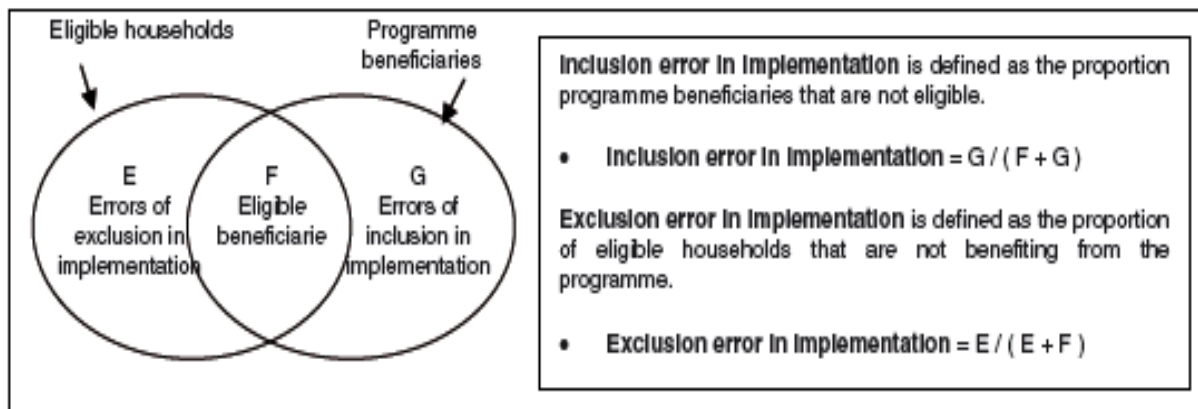 Eligible households
Programme
beneficiaries
E
Errors of
exclusion in
implementation
F
Eligible
beneficiarie
G
Errors of
inclusion in
implementation
Inclusion error in implementation is defined as the proportion
programme beneficiaries that are not eligible.
• Inclusion error in implementation = G / ( F + G )
Exclusion error in implementation is defined as the proportion
of eligible households that are not benefiting from the
programme.
• Exclusion error in implementation = E / ( E + F )